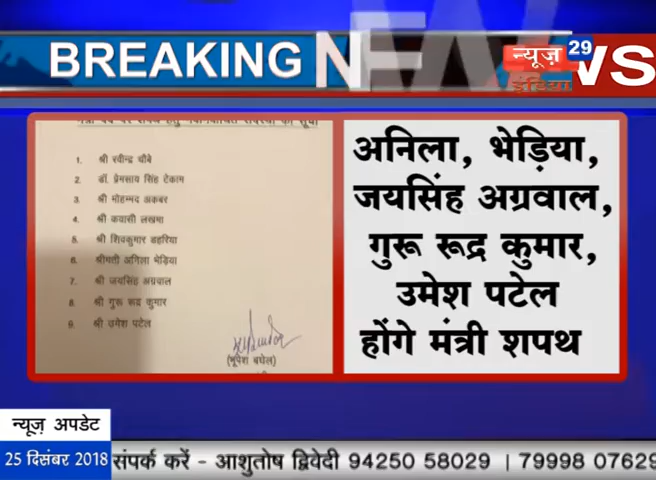 BREAKING NEWS
न्यूज़ 29
इंडिया
1. श्री रवीन्द्र चौबे
2. डॉ. प्रेमसाय सिंह टेकाम
3. श्री मोहम्मद अकबर
4. श्री कवासी लखमा
5. श्री शिवकुमार डहरिया
6. श्रीमती अनिला भेड़िया
7. श्री जयसिंह अग्रवाल
8. श्री गुरू रूद्र कुमार
9. श्री उमेश पटेल
(भूपेश बघेल)
अनिला, भेड़िया,
जयसिंह अग्रवाल,
गुरू रूद्र कुमार,
उमेश पटेल
होंगे मंत्री शपथ
न्यूज़ अपडेट
25 दिसंबर 2018 संपर्क करें - आशुतोष द्विवेदी 94250 58029 | 79998 07629